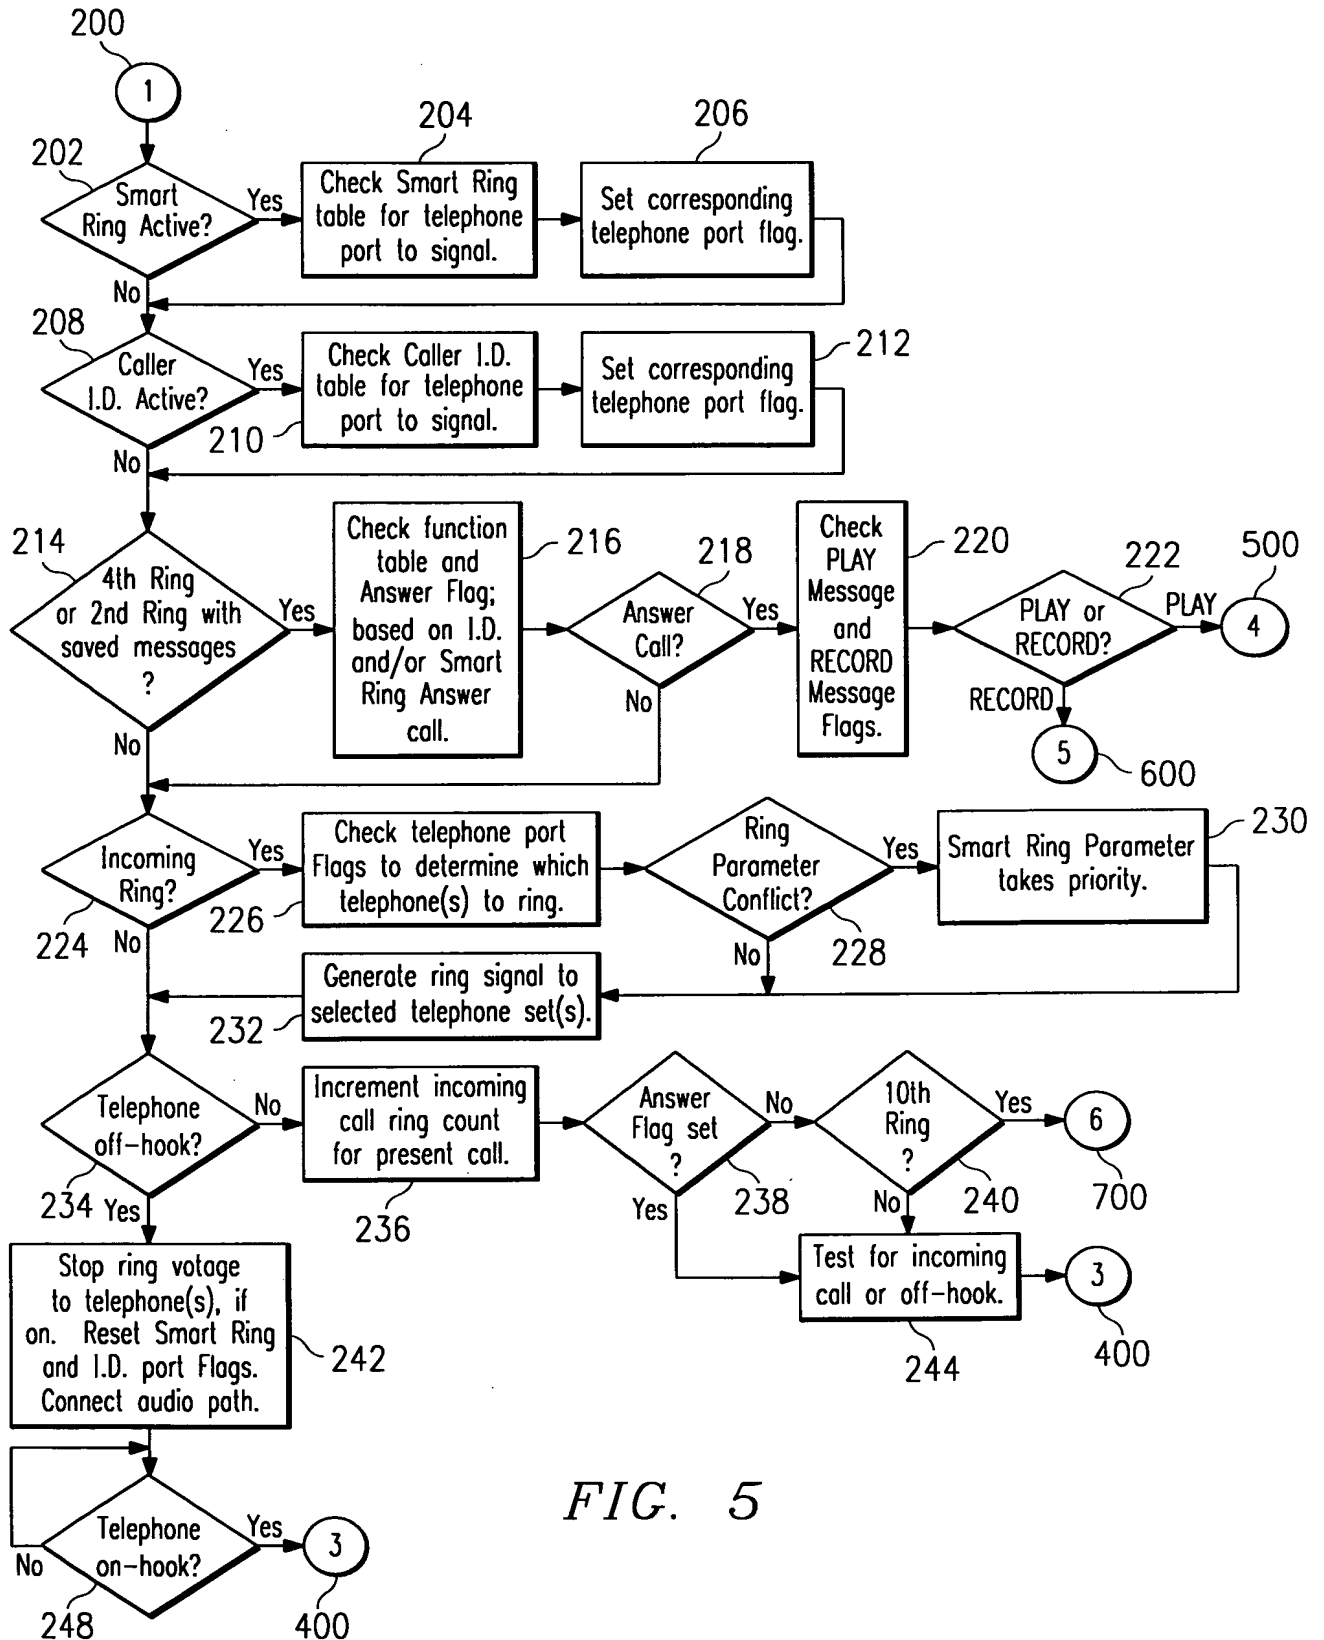 200
1
202
Smart
Ring Active?
Yes
No
204
Check Smart Ring
table for telephone
port to signal.
206
Set corresponding
telephone port flag.
208
Caller
I.D. Active?
Yes
No
210
Check Caller I.D.
table for telephone
port to signal.
212
Set corresponding
telephone port flag.
214
4th Ring
or 2nd Ring with
saved messages
?
Yes
No
216
Check function
table and
Answer Flag;
based on I.D.
and/or Smart
Ring Answer
call.
218
Answer
Call?
Yes
No
220
Check
PLAY
Message
and
RECORD
Message
Flags.
222
PLAY or
RECORD?
PLAY
RECORD
500
4
5
600
224
Incoming
Ring?
Yes
No
226
Check telephone port
Flags to determine which
telephone(s) to ring.
228
Ring
Parameter
Conflict?
Yes
No
230
Smart Ring Parameter
takes priority.
232
Generate ring signal to
selected telephone set(s).
234
Telephone
off-hook?
No
Yes
236
Increment incoming
call ring count
for present call.
238
Answer
Flag set
?
No
Yes
240
10th
Ring
?
Yes
No
6
700
244
Test for incoming
call or off-hook.
3
400
242
Stop ring votage
to telephone(s), if
on. Reset Smart Ring
and I.D. port Flags.
Connect audio path.
248
Telephone
on-hook?
No
Yes
3
400
FIG. 5